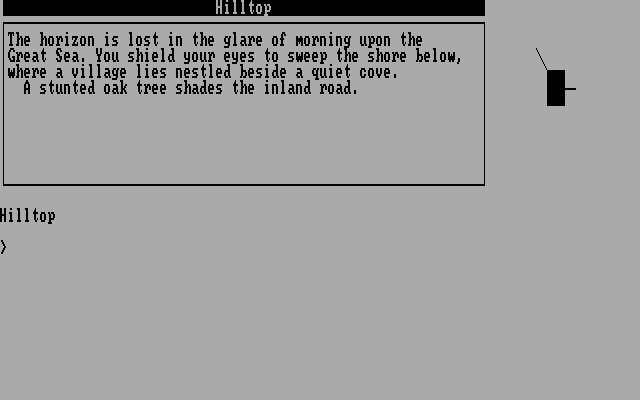 Hilltop
The horizon is lost in the glare of morning upon the
Great Sea. You shield your eyes to sweep the shore below,
where a village lies nestled beside a quiet cove.
A stunted oak tree shades the inland road.
Hilltop
>